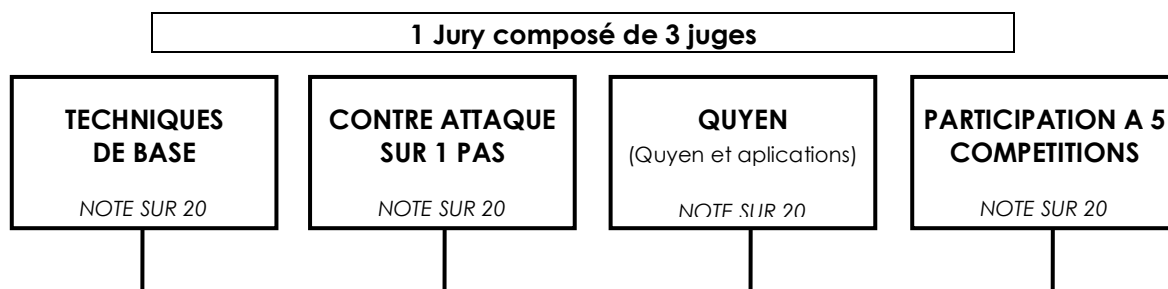 1 Jury composé de 3 juges
TECHNIQUES
DE BASE
NOTE SUR 20
CONTRE ATTAQUE
SUR 1 PAS
NOTE SUR 20
QUYEN
(Quyen et aplications)
NOTE SUR 20
PARTICIPATION A 5
COMPETITIONS
NOTE SUR 20